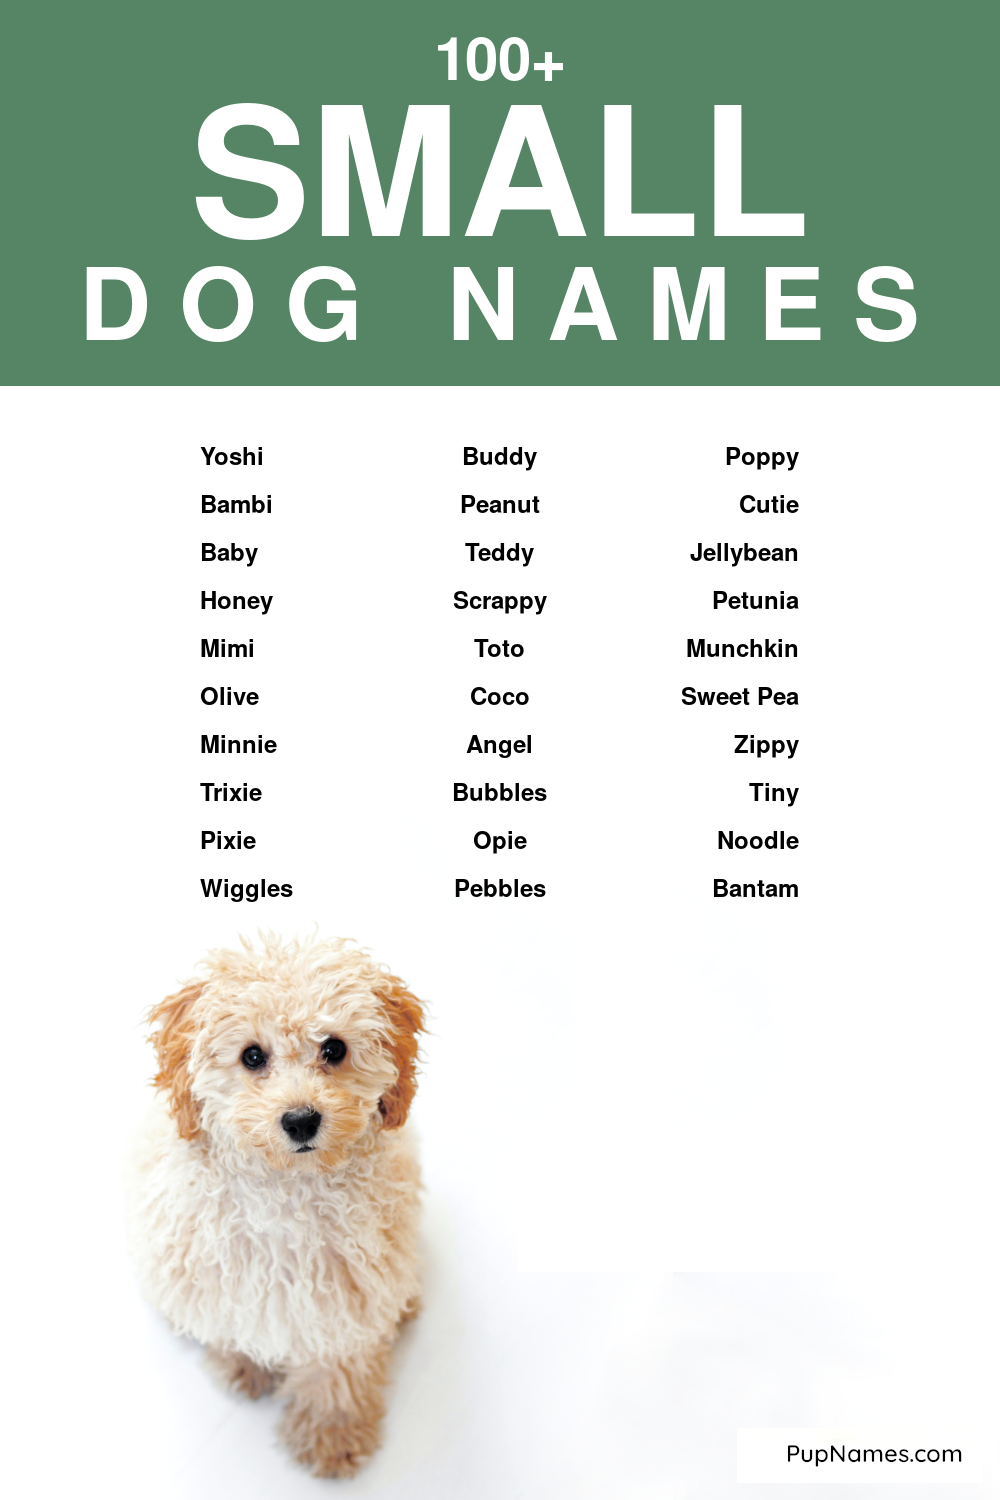 100+
SMALL
DOG NAMES
Yoshi Buddy Poppy
Bambi Peanut Cutie
Baby Teddy Jellybean
Honey Scrappy Petunia
Mimi Toto Munchkin
Olive Coco Sweet Pea
Minnie Angel Zippy
Trixie Bubbles Tiny
Pixie Opie Noodle
Wiggles Pebbles Bantam
PupNames.com